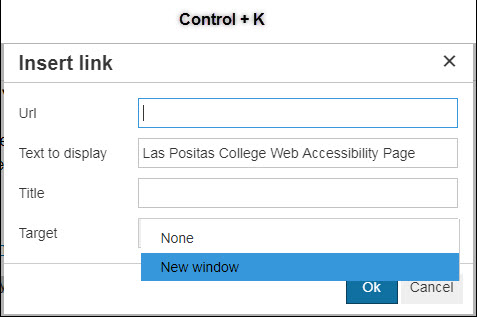 Control + K
Insert link ×
Url
Text to display Las Positas College Web Accessibility Page
Title
Target
None
New window
Ok Cancel